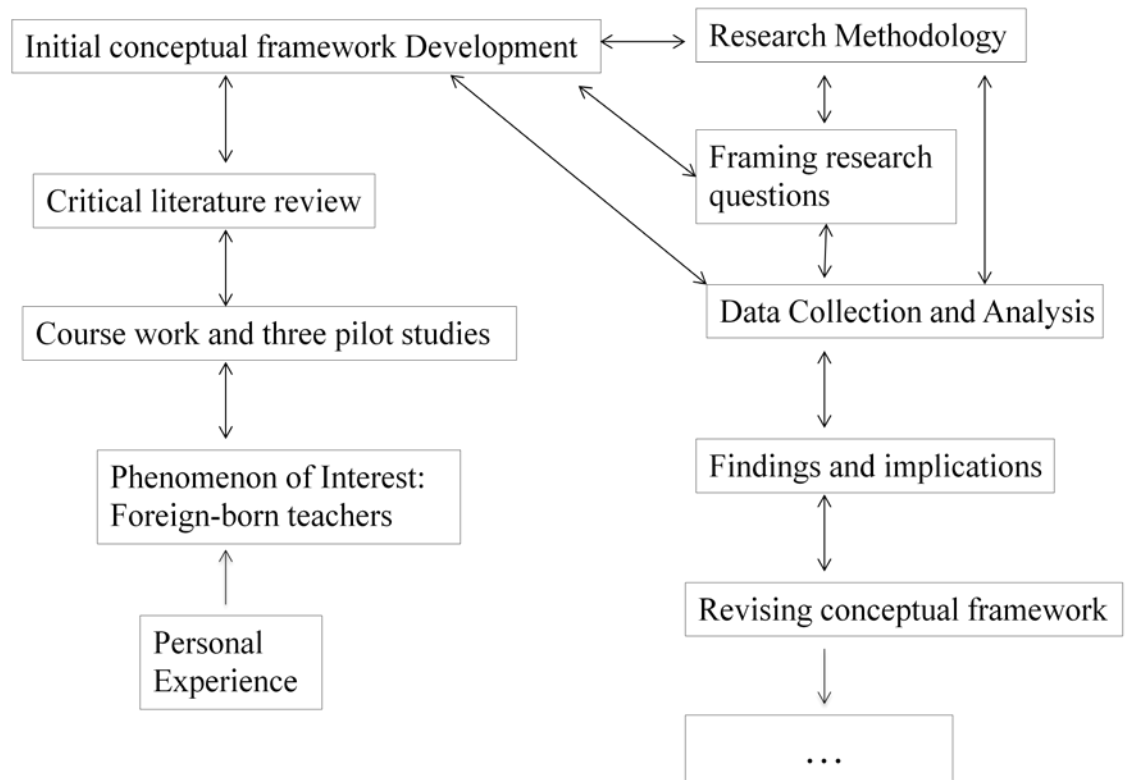 Initial conceptual framework Development
Research Methodology
Framing research
questions
Critical literature review
Data Collection and Analysis
Course work and three pilot studies
Phenomenon of Interest:
Foreign-born teachers
Findings and implications
Revising conceptual framework
Personal
Experience
…